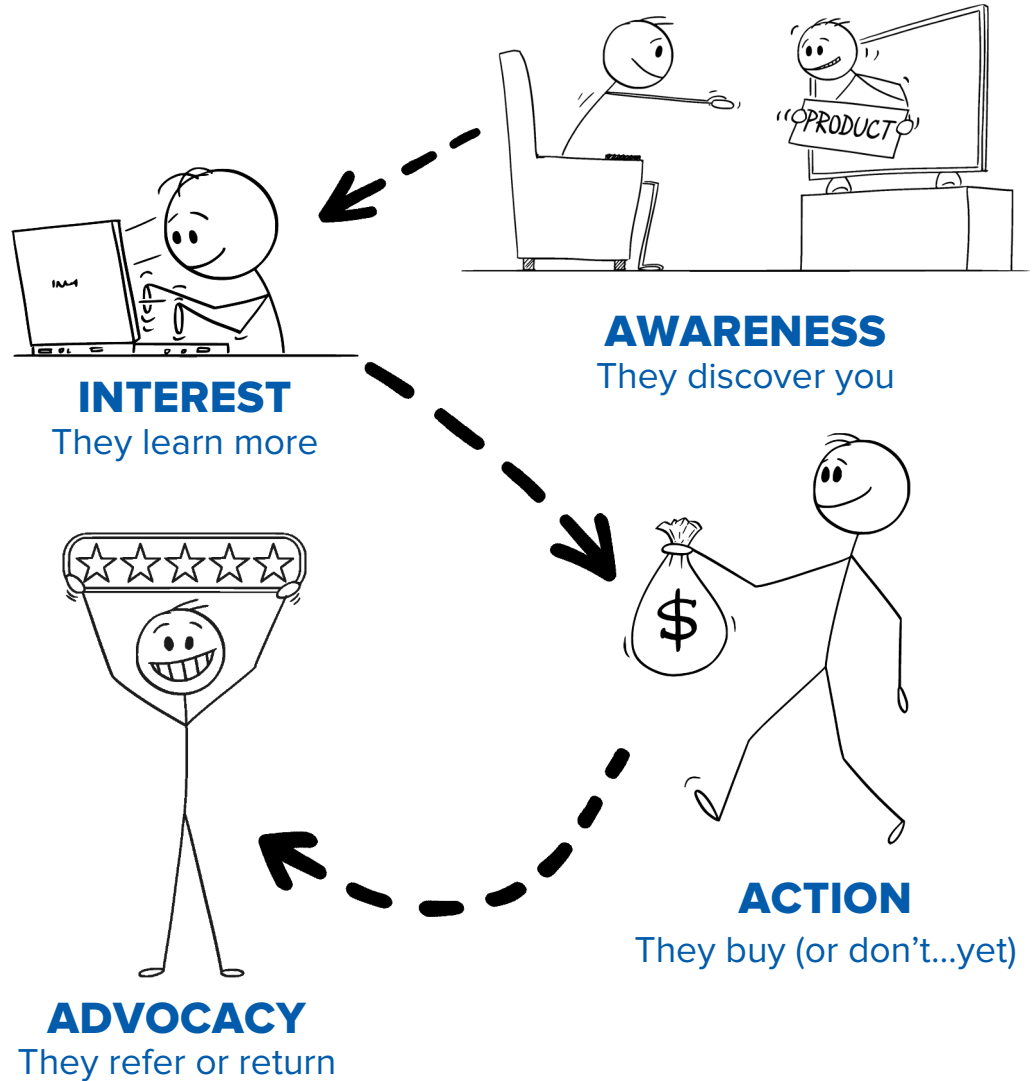 PRODUCT
AWARENESS
They discover you
INTEREST
They learn more
$
ACTION
They buy (or don’t...yet)
ADVOCACY
They refer or return